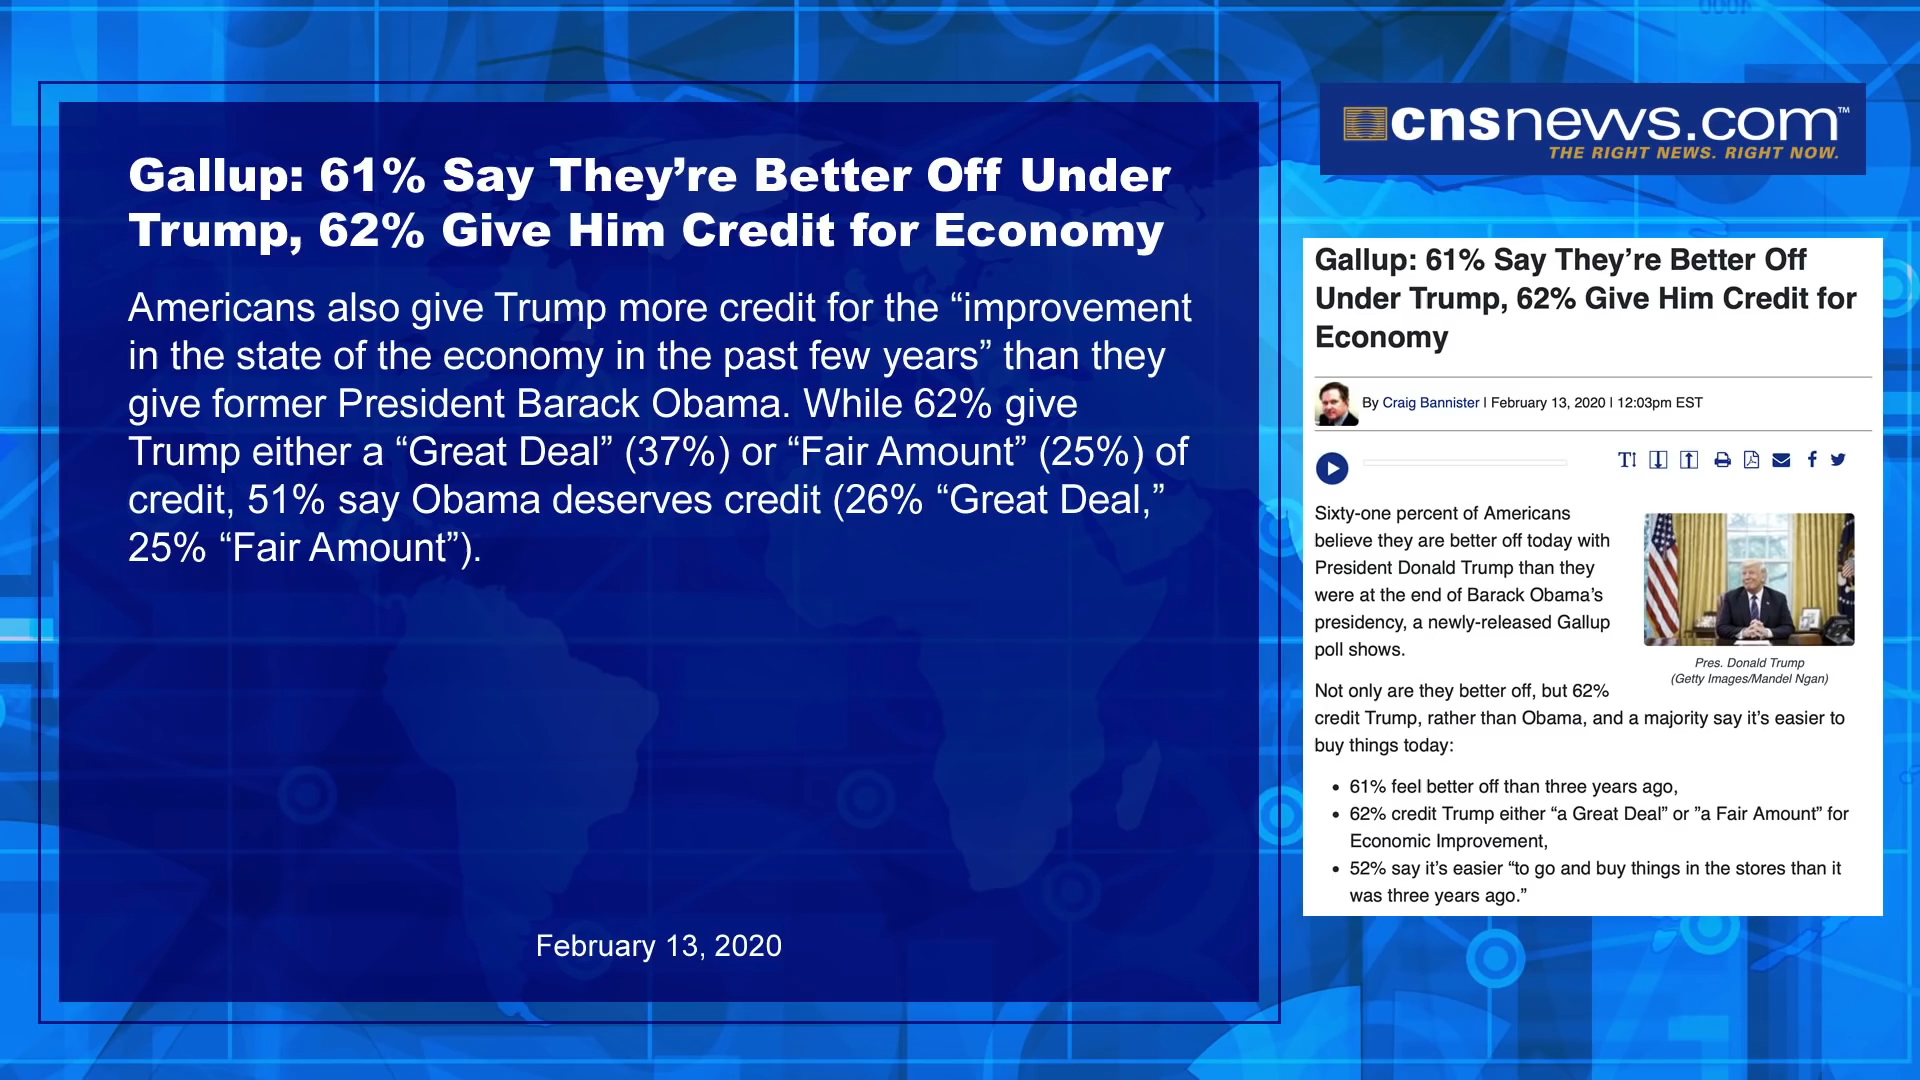 Gallup: 61% Say They’re Better Off Under
Trump, 62% Give Him Credit for Economy
Americans also give Trump more credit for the “improvement
in the state of the economy in the past few years” than they
give former President Barack Obama. While 62% give
Trump either a “Great Deal” (37%) or “Fair Amount” (25%) of
credit, 51% say Obama deserves credit (26% “Great Deal,”
25% “Fair Amount”).
February 13, 2020
cnsnews.com™
THE RIGHT NEWS. RIGHT NOW.
Gallup: 61% Say They’re Better Off
Under Trump, 62% Give Him Credit for
Economy
By Craig Bannister | February 13, 2020 | 12:03pm EST
Sixty-one percent of Americans
believe they are better off today with
President Donald Trump than they
were at the end of Barack Obama’s
presidency, a newly-released Gallup
poll shows.
Pres. Donald Trump
(Getty Images/Mandel Ngan)
Not only are they better off, but 62%
credit Trump, rather than Obama, and a majority say it’s easier to
buy things today:
• 61% feel better off than three years ago,
• 62% credit Trump either “a Great Deal” or ”a Fair Amount” for
Economic Improvement,
• 52% say it’s easier “to go and buy things in the stores than it
was three years ago.”